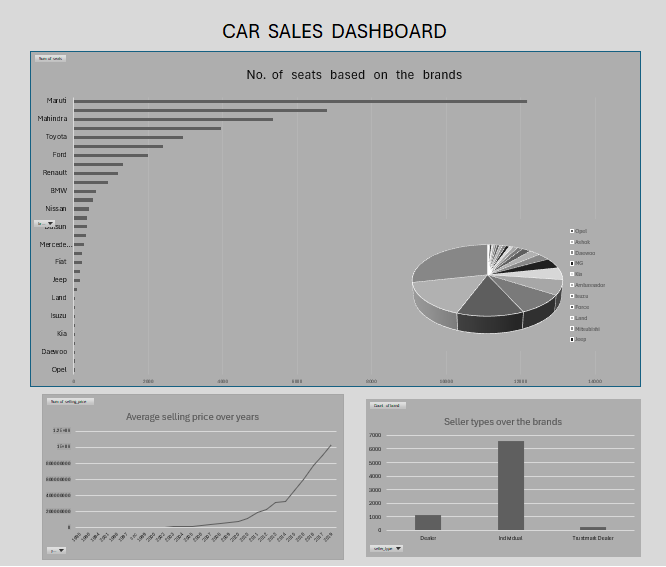 CAR SALES DASHBOARD
Sum of seats
No. of seats based on the brands
Maruti
Mahindra
Toyota
Ford
Renault
BMW
Nissan
Datsun
Mercede...
Fiat
Jeep
Land
Isuzu
Kia
Daewoo
Opel
0 2000 4000 6000 8000 10000 12000 14000
Opel
Ashok
Daewoo
MG
Kia
Ambassador
Isuzu
Force
Land
Mitsubishi
Jeep
Sum of selling_price
Average selling price over years
1.2E+09
1E+09
800000000
600000000
400000000
200000000
0
Count of brand
Seller types over the brands
7000
6000
5000
4000
3000
2000
1000
0
Dealer Individual Trustmark Dealer
seller_type